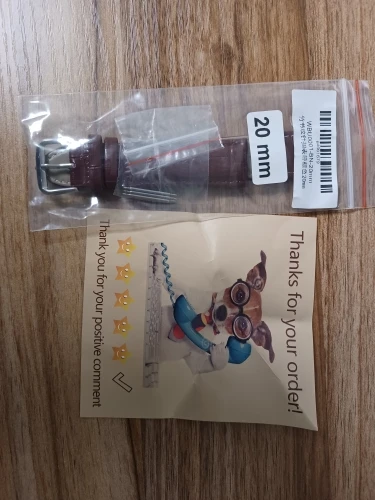 20 mm
Thanks for your order!
Thank you for your positive comment